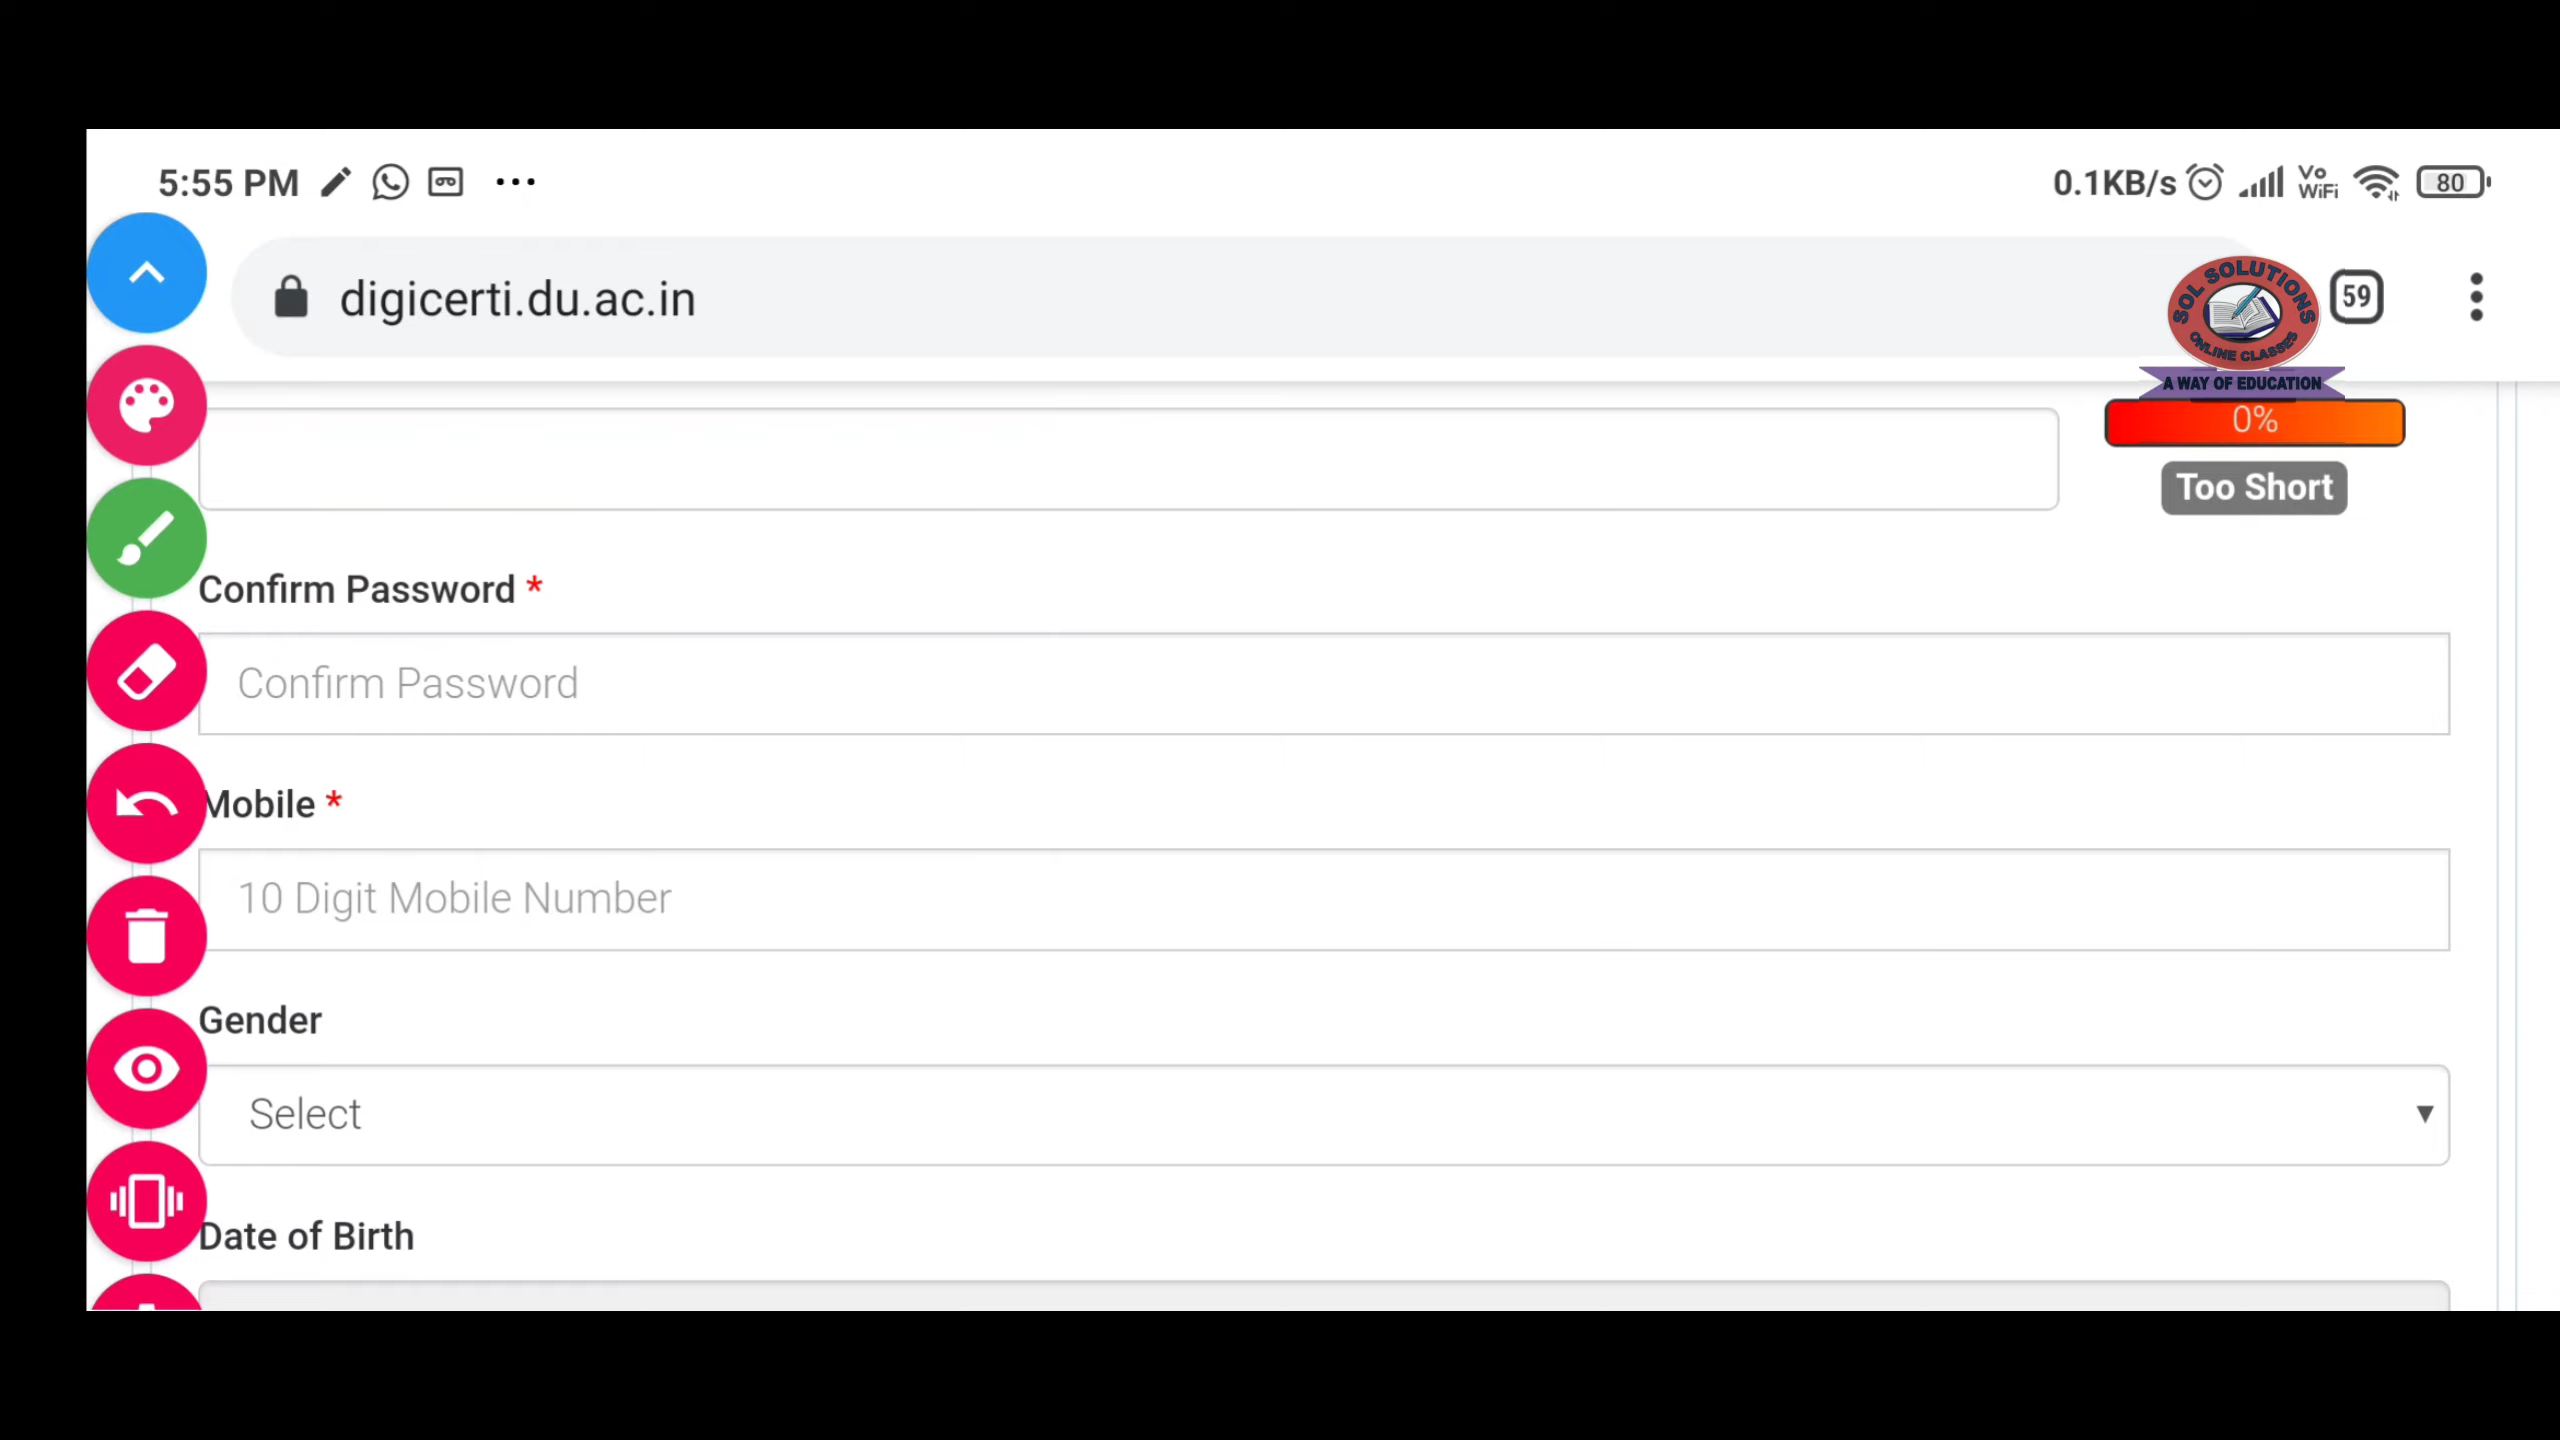 5:55 PM
0.1KB/s Vo WiFi 80
digicerti.du.ac.in
59
SOL SOLUTIONS
ONLINE CLASSES
A WAY OF EDUCATION
0%
Too Short
Confirm Password *
Confirm Password
Mobile *
10 Digit Mobile Number
Gender
Select
Date of Birth